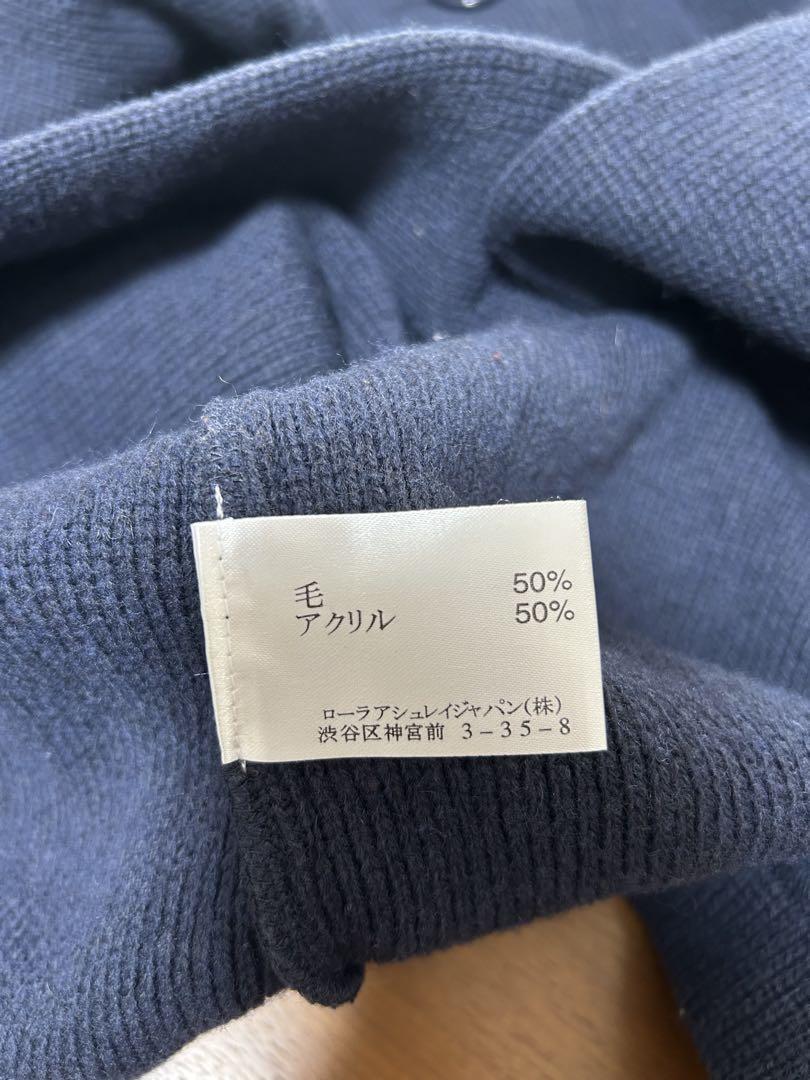 毛 50%
アクリル 50%
ローラアシュレイジャパン(株)
渋谷区神宮前 3-35-8